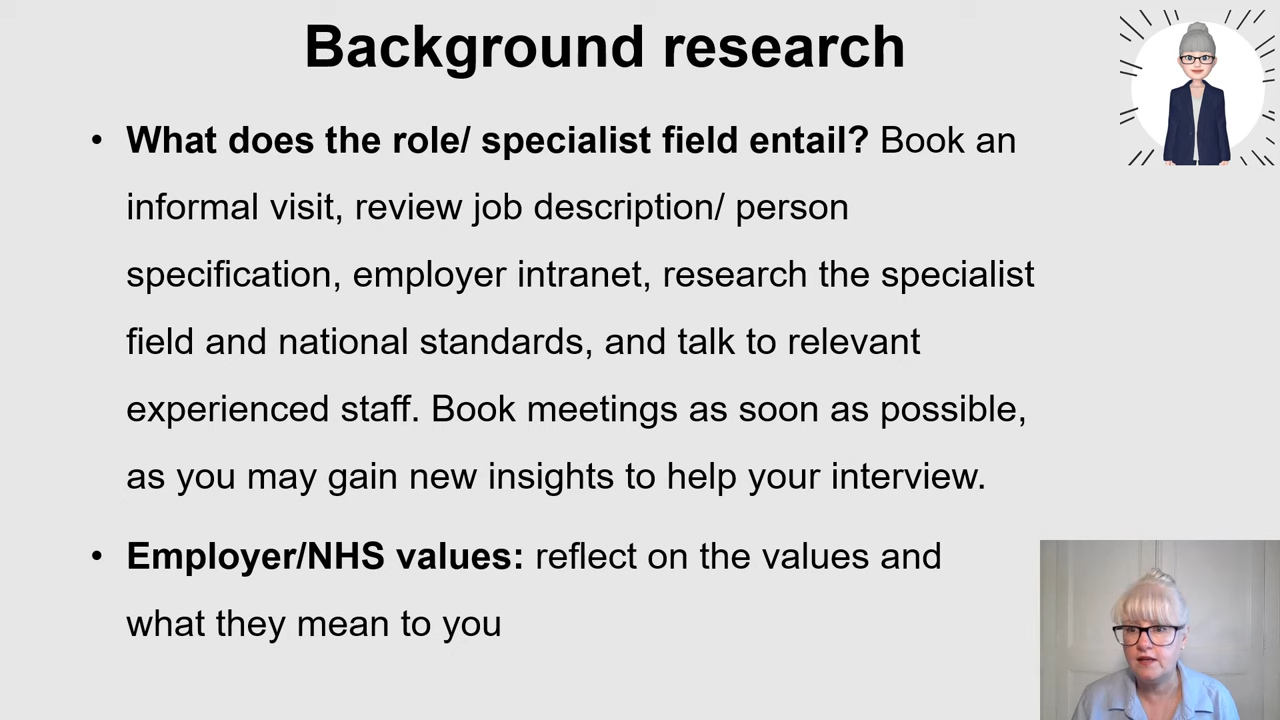 Background research
• What does the role/ specialist field entail? Book an
informal visit, review job description/ person
specification, employer intranet, research the specialist
field and national standards, and talk to relevant
experienced staff. Book meetings as soon as possible,
as you may gain new insights to help your interview.
• Employer/NHS values: reflect on the values and
what they mean to you